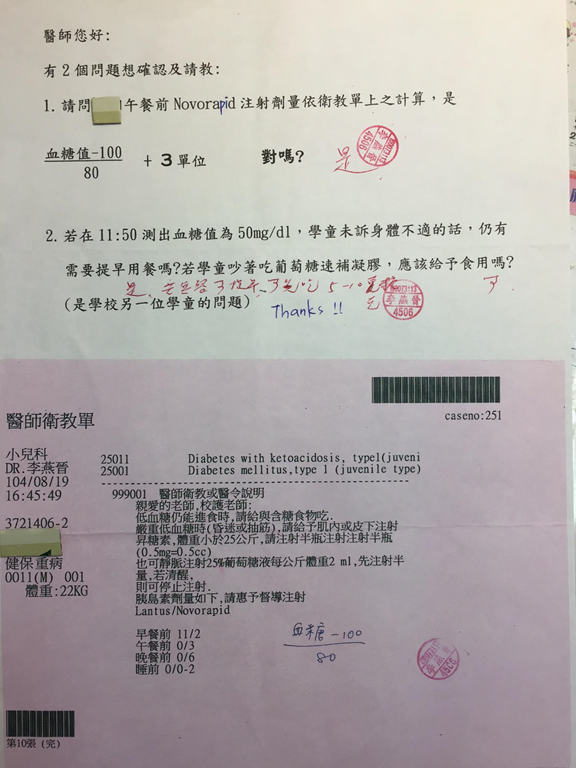 醫師您好:
有2個問題想確認及請教:
1. 請問 午餐前 Novorapid 注射劑量依衛教單上之計算，是
血糖值-100
80
+ 3 單位 對嗎?
是
4506
2. 若在 11:50 測出血糖值為 50mg/dl，學童未訴身體不適的話，仍有
需要提早用餐嗎?若學童吵著吃葡萄糖速補凝膠，應該給予食用嗎?
是,
可
(是學校另一位學童的問題)
Thanks !!
李燕晉
4506
caseno:251
醫師衛教單
小兒科
DR.李燕晉
104/08/19
16:45:49
3721406-2
健保重病
0011(M) 001
體重:22KG
25011 Diabetes with ketoacidosis, type1(juveni
25001 Diabetes mellitus,type 1 (juvenile type)
999001 醫師衛教或醫令說明
親愛的老師,校護老師:
低血糖仍能進食時,請給與含糖食物吃.
嚴重低血糖時(昏迷或抽筋),請給予肌內或皮下注射
昇糖素,體重小於25公斤,請注射半瓶注射半瓶
(0.5mg=0.5cc)
也可靜脈注射25%葡萄糖液每公斤體重2 ml,先注射半
量,若清醒,
則可停止注射.
胰島素劑量如下,請惠予督導注射
Lantus/Novorapid
早餐前 11/2
午餐前 0/3
晚餐前 0/6
睡前 0/0-2
血糖-100
80
4506
第10張 (完)